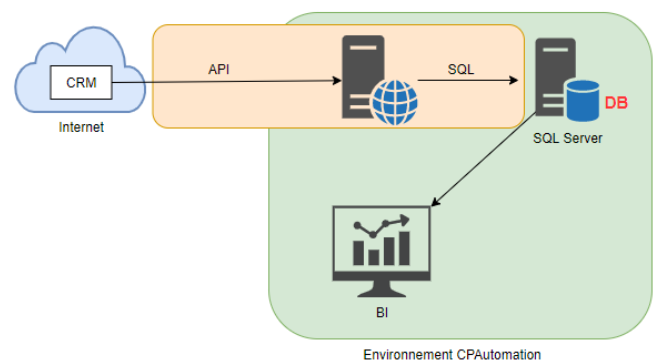 CRM
API
SQL
DB
Internet
SQL Server
BI
Environnement CPAutomation